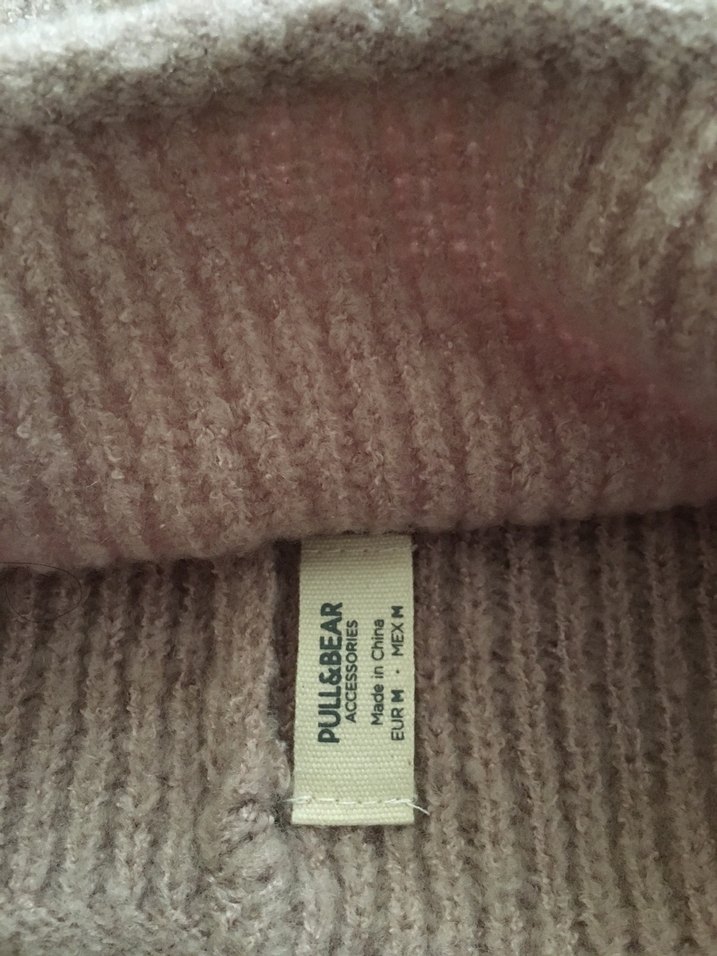 PULL&BEAR
ACCESSORIES
Made in China
EUR M · MEX M